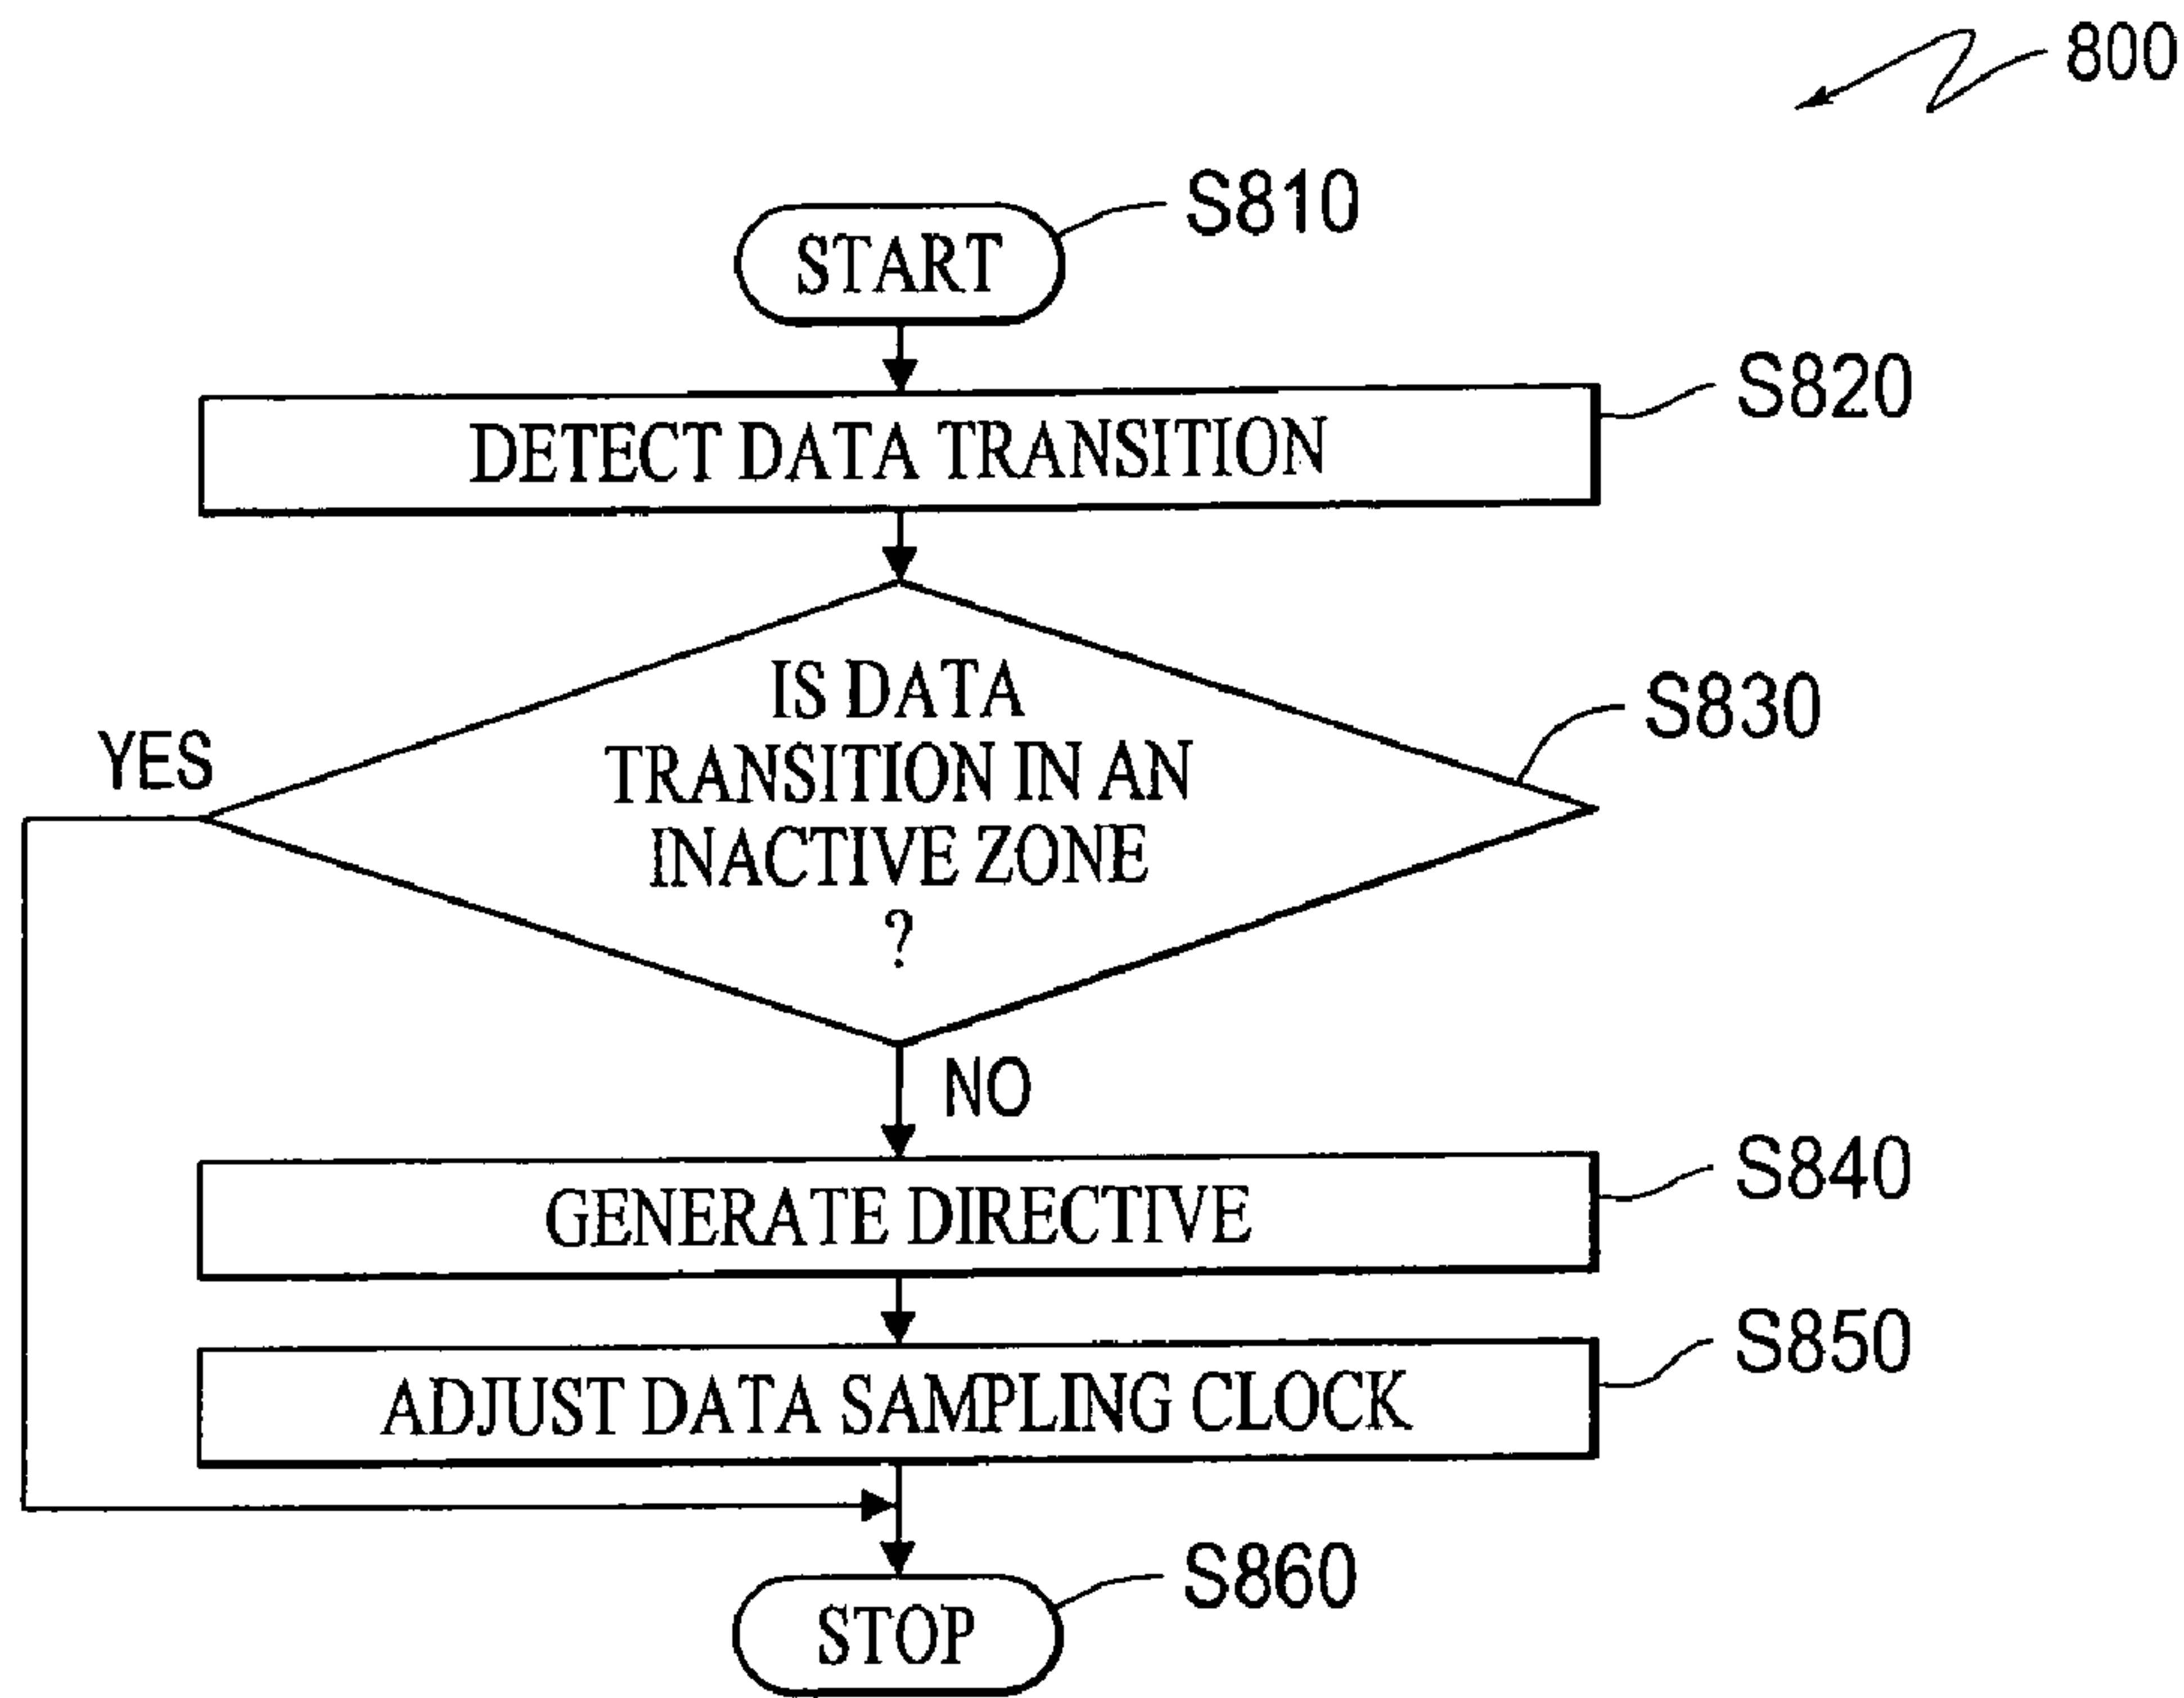 800
S810
START
S820
DETECT DATA TRANSITION
IS DATA
TRANSITION IN AN
INACTIVE ZONE
?
S830
YES
NO
S840
GENERATE DIRECTIVE
S850
ADJUST DATA SAMPLING CLOCK
S860
STOP